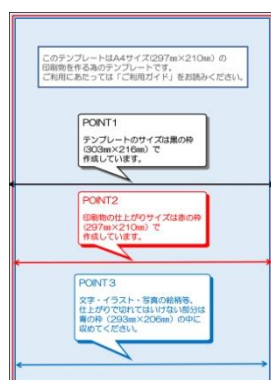 このテンプレートはA4サイズ(297㎜×210㎜)の
印刷物を作る為のテンプレートです。
ご利用にあたっては「ご利用ガイド」をお読みください。
POINT1
テンプレートのサイズは黒の枠
(303㎜×216㎜)で
作成しています。
POINT2
印刷物の仕上がりサイズは赤の枠
(297㎜×210㎜)で
作成しています。
POINT3
文字・イラスト・写真の絵柄等、
仕上がりで切れてはいけない部分は
青の枠(293㎜×206㎜)の中に
収めてください。